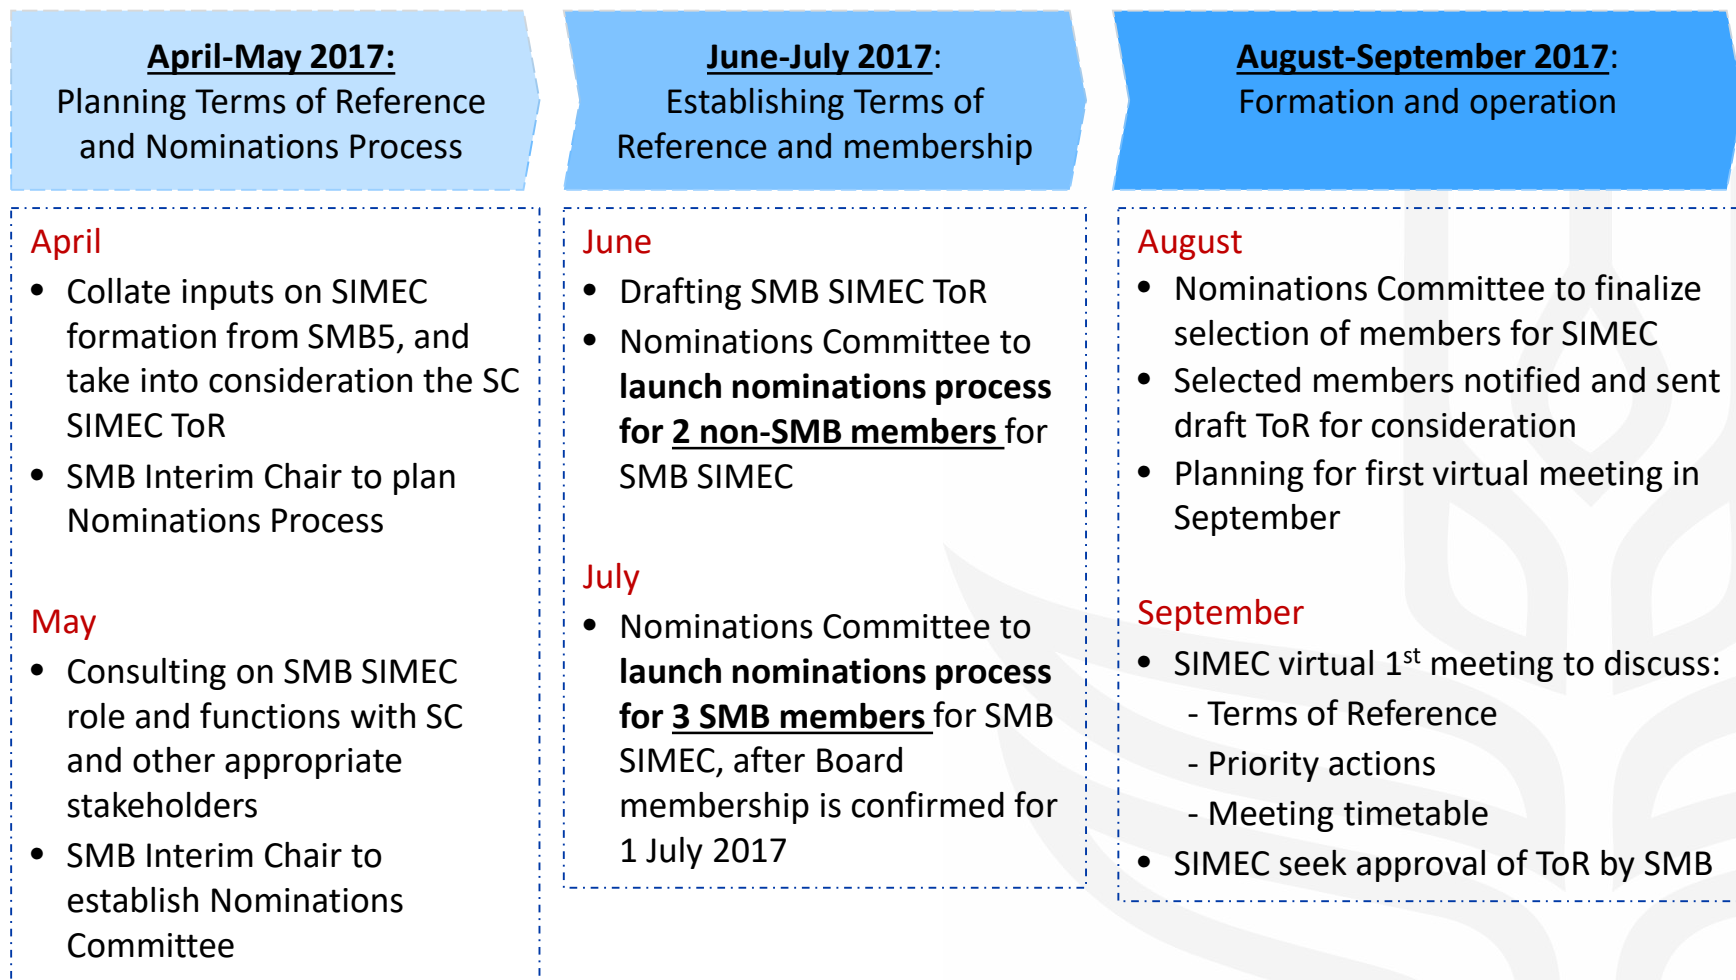 April-May 2017:
Planning Terms of Reference
and Nominations Process
April
• Collate inputs on SIMEC
formation from SMB5, and
take into consideration the SC
SIMEC ToR
• SMB Interim Chair to plan
Nominations Process
May
• Consulting on SMB SIMEC
role and functions with SC
and other appropriate
stakeholders
• SMB Interim Chair to
establish Nominations
Committee
June-July 2017:
Establishing Terms of
Reference and membership
June
• Drafting SMB SIMEC ToR
• Nominations Committee to
launch nominations process
for 2 non-SMB members for
SMB SIMEC
July
• Nominations Committee to
launch nominations process
for 3 SMB members for SMB
SIMEC, after Board
membership is confirmed for
1 July 2017
August-September 2017:
Formation and operation
August
• Nominations Committee to finalize
selection of members for SIMEC
• Selected members notified and sent
draft ToR for consideration
• Planning for first virtual meeting in
September
September
• SIMEC virtual 1st meeting to discuss:
- Terms of Reference
- Priority actions
- Meeting timetable
• SIMEC seek approval of ToR by SMB